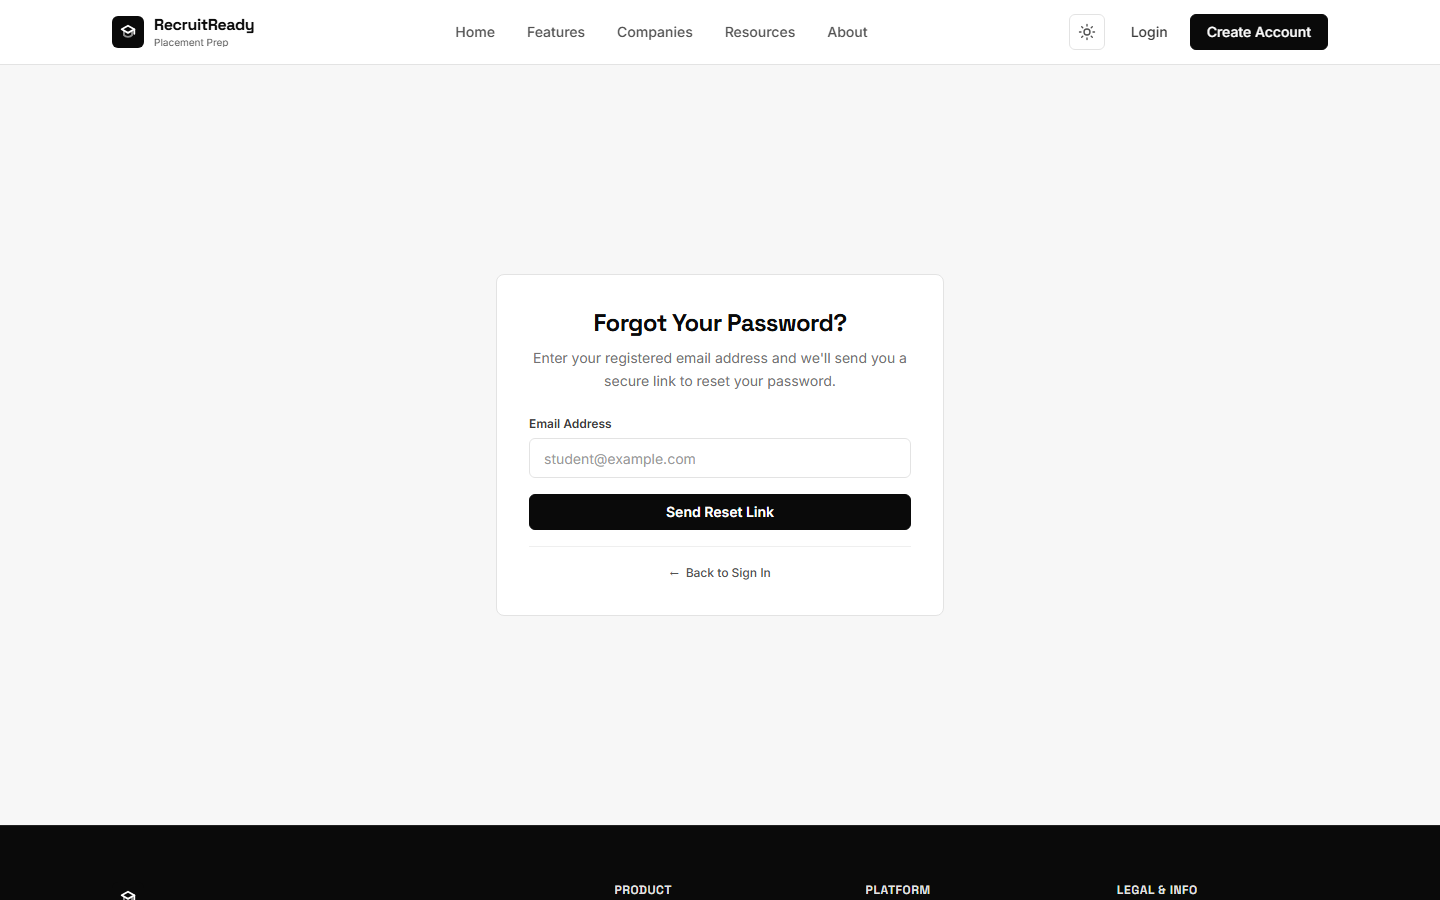 RecruitReady
Placement Prep
Home
Features
Companies
Resources
About
Login
Create Account
Forgot Your Password?
Enter your registered email address and we'll send you a
secure link to reset your password.
Email Address
student@example.com
Send Reset Link
← Back to Sign In
PRODUCT
PLATFORM
LEGAL & INFO